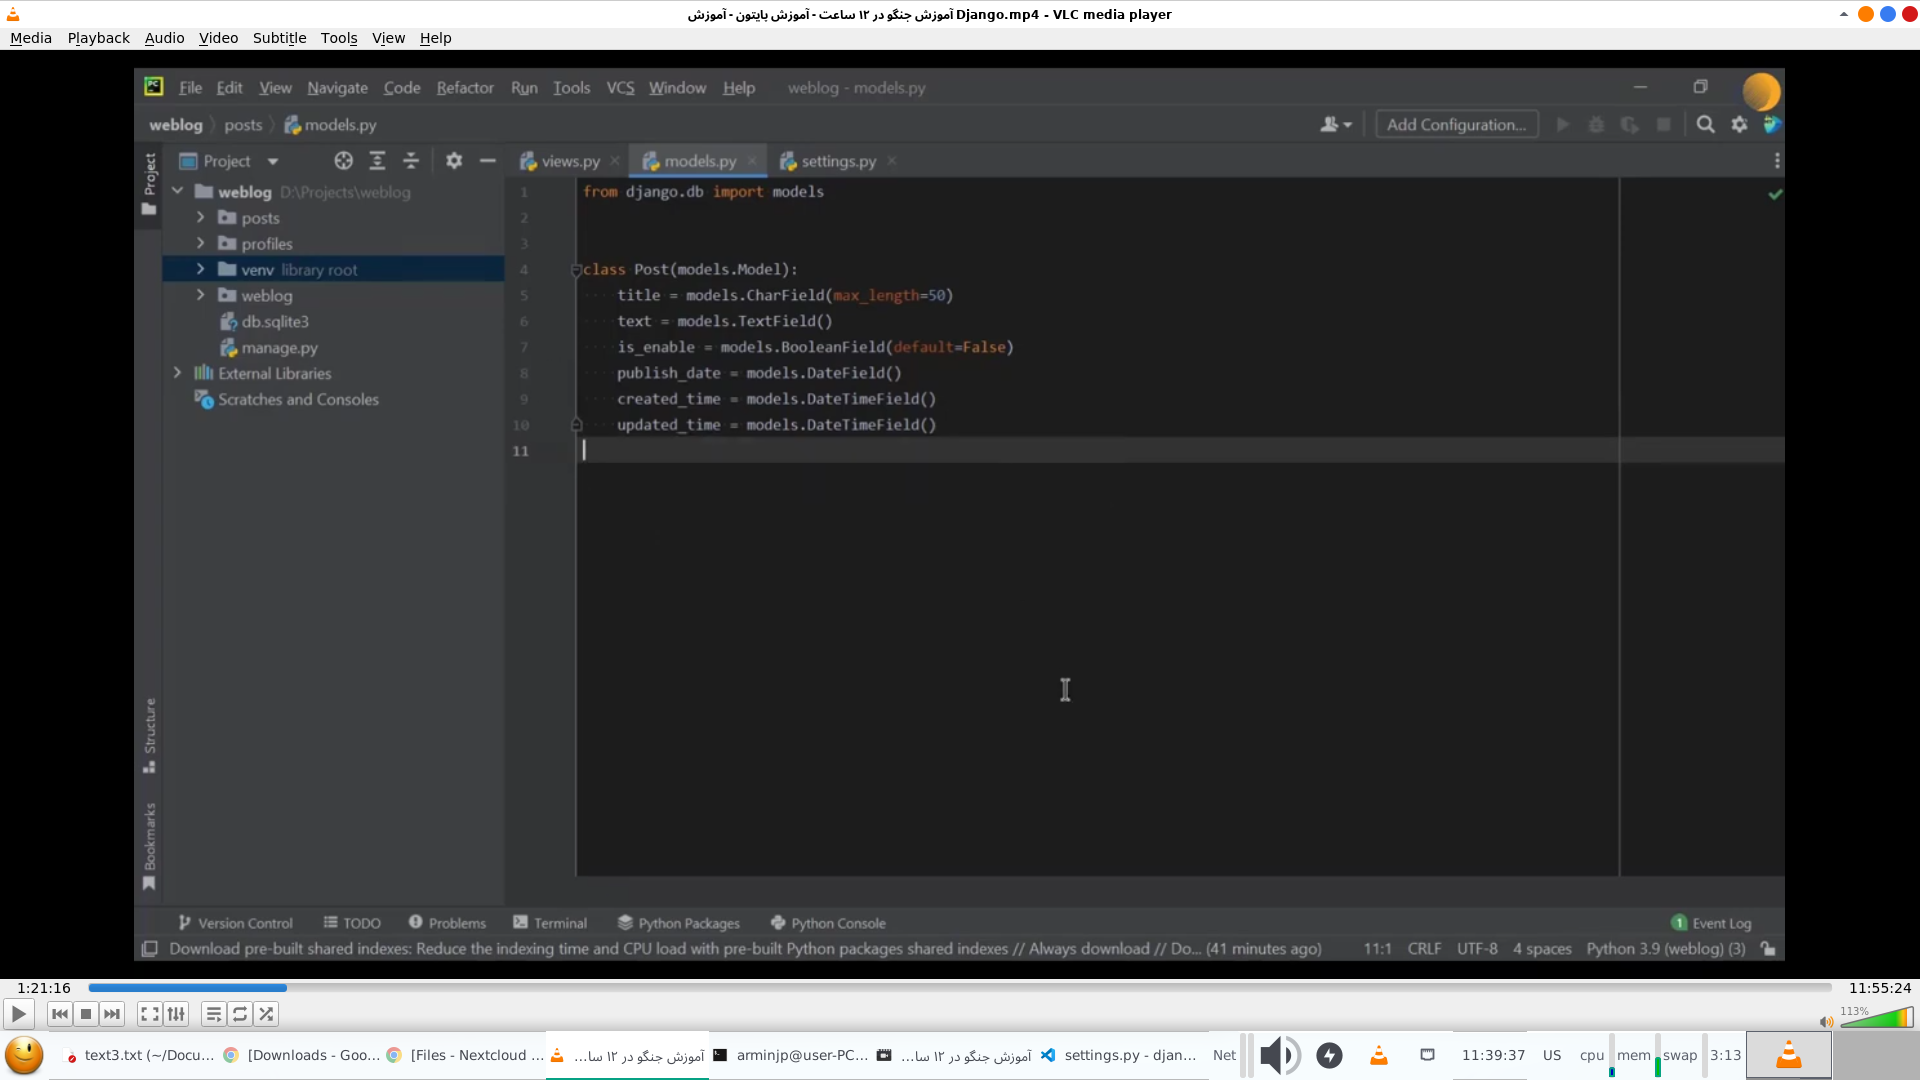 آموزش جنگو در ۱۲ ساعت - آموزش پایتون - آموزش Django.mp4 - VLC media player
Media Playback Audio Video Subtitle Tools View Help
File Edit View Navigate Code Refactor Run Tools VCS Window Help weblog - models.py
weblog posts models.py Add Configuration...
Project Project views.py models.py settings.py
weblog D:\Projects\weblog
posts
profiles
venv library root
weblog
db.sqlite3
manage.py
External Libraries
Scratches and Consoles
1 from django.db import models
2
3
4 class Post(models.Model):
5 title = models.CharField(max_length=50)
6 text = models.TextField()
7 is_enable = models.BooleanField(default=False)
8 publish_date = models.DateField()
9 created_time = models.DateTimeField()
10 updated_time = models.DateTimeField()
11
Structure
Bookmarks
Version Control TODO Problems Terminal Python Packages Python Console 1 Event Log
Download pre-built shared indexes: Reduce the indexing time and CPU load with pre-built Python packages shared indexes // Always download // Do... (41 minutes ago) 11:1 CRLF UTF-8 4 spaces Python 3.9 (weblog) (3)
1:21:16 11:55:24
113%
text3.txt (~/Docu... [Downloads - Goo... [Files - Nextcloud ... آموزش جنگو در ۱۲ سا... arminjp@user-PC... آموزش جنگو در ۱۲ سا... settings.py - djan... Net 11:39:37 US cpu mem swap 3:13